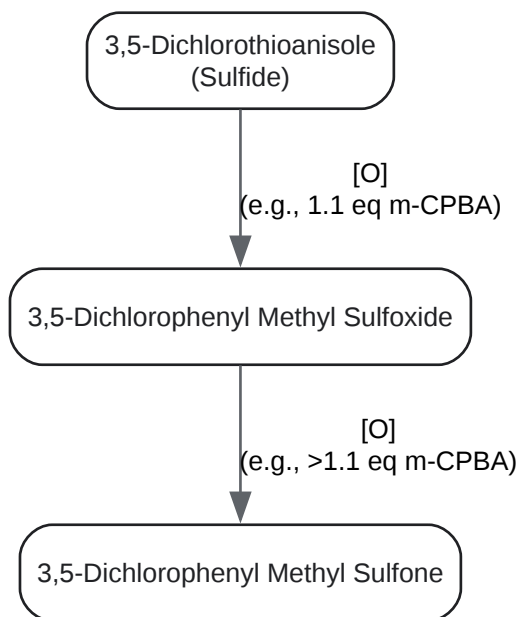 3,5-Dichlorothioanisole
(Sulfide)
[O]
(e.g., 1.1 eq m-CPBA)
3,5-Dichlorophenyl Methyl Sulfoxide
[O]
(e.g., >1.1 eq m-CPBA)
3,5-Dichlorophenyl Methyl Sulfone